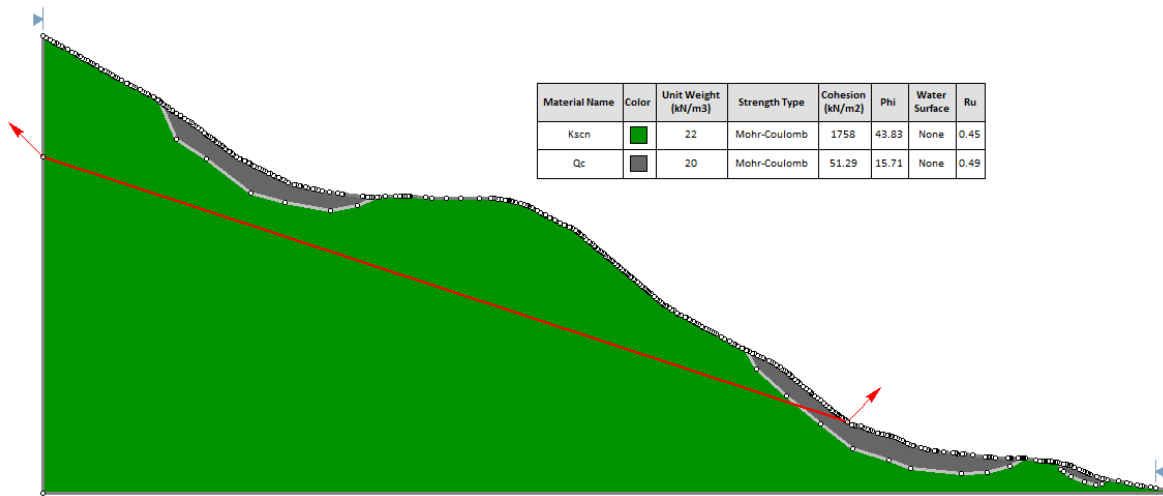 Material Name Color Unit Weight (kN/m3) Strength Type Cohesion (kN/m2) Phi Water Surface Ru
Kscn 22 Mohr-Coulomb 1758 43.83 None 0.45
Qc 20 Mohr-Coulomb 51.29 15.71 None 0.49